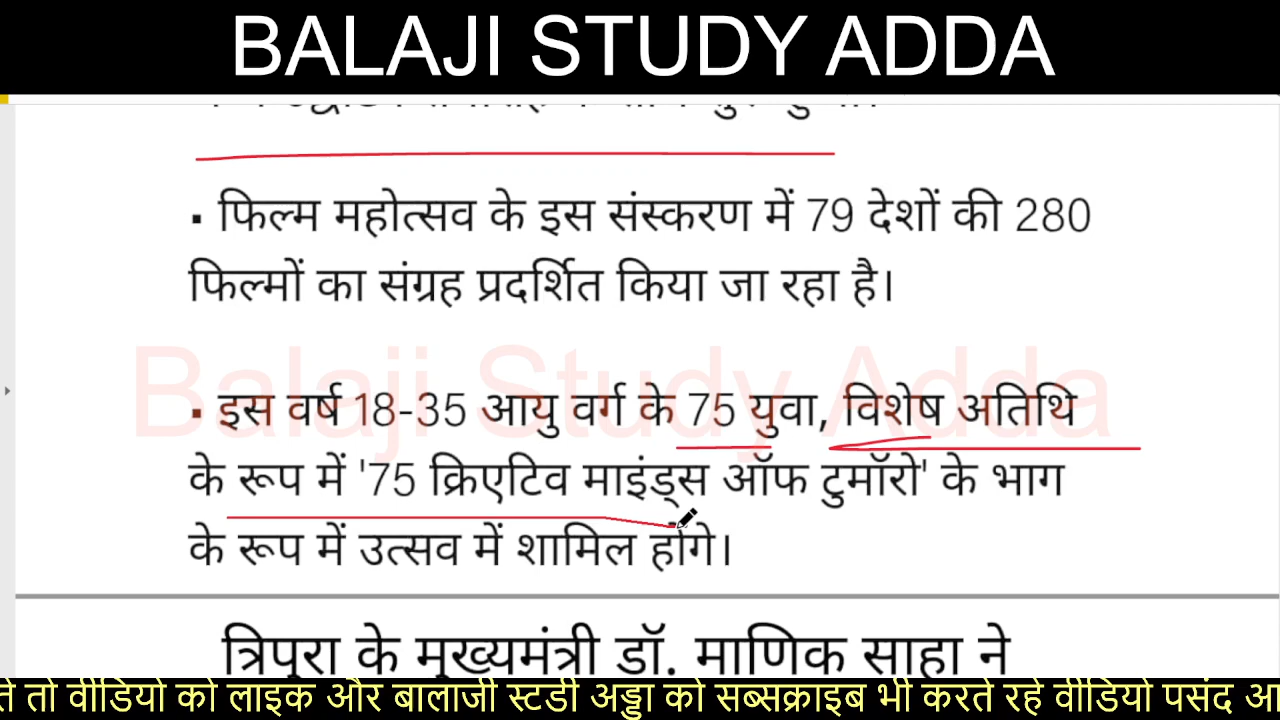 BALAJI STUDY ADDA
▪ फिल्म महोत्सव के इस संस्करण में 79 देशों की 280
फिल्मों का संग्रह प्रदर्शित किया जा रहा है।
Balaji Study Adda
▪ इस वर्ष 18-35 आयु वर्ग के 75 युवा, विशेष अतिथि
के रूप में '75 क्रिएटिव माइंड्स ऑफ टुमॉरो' के भाग
के रूप में उत्सव में शामिल होंगे।
त्रिपुरा के मुख्यमंत्री डॉ. माणिक साहा ने
तो वीडियो को लाइक और बालाजी स्टडी अड्डा को सब्सक्राइब भी करते रहे वीडियो पसंद